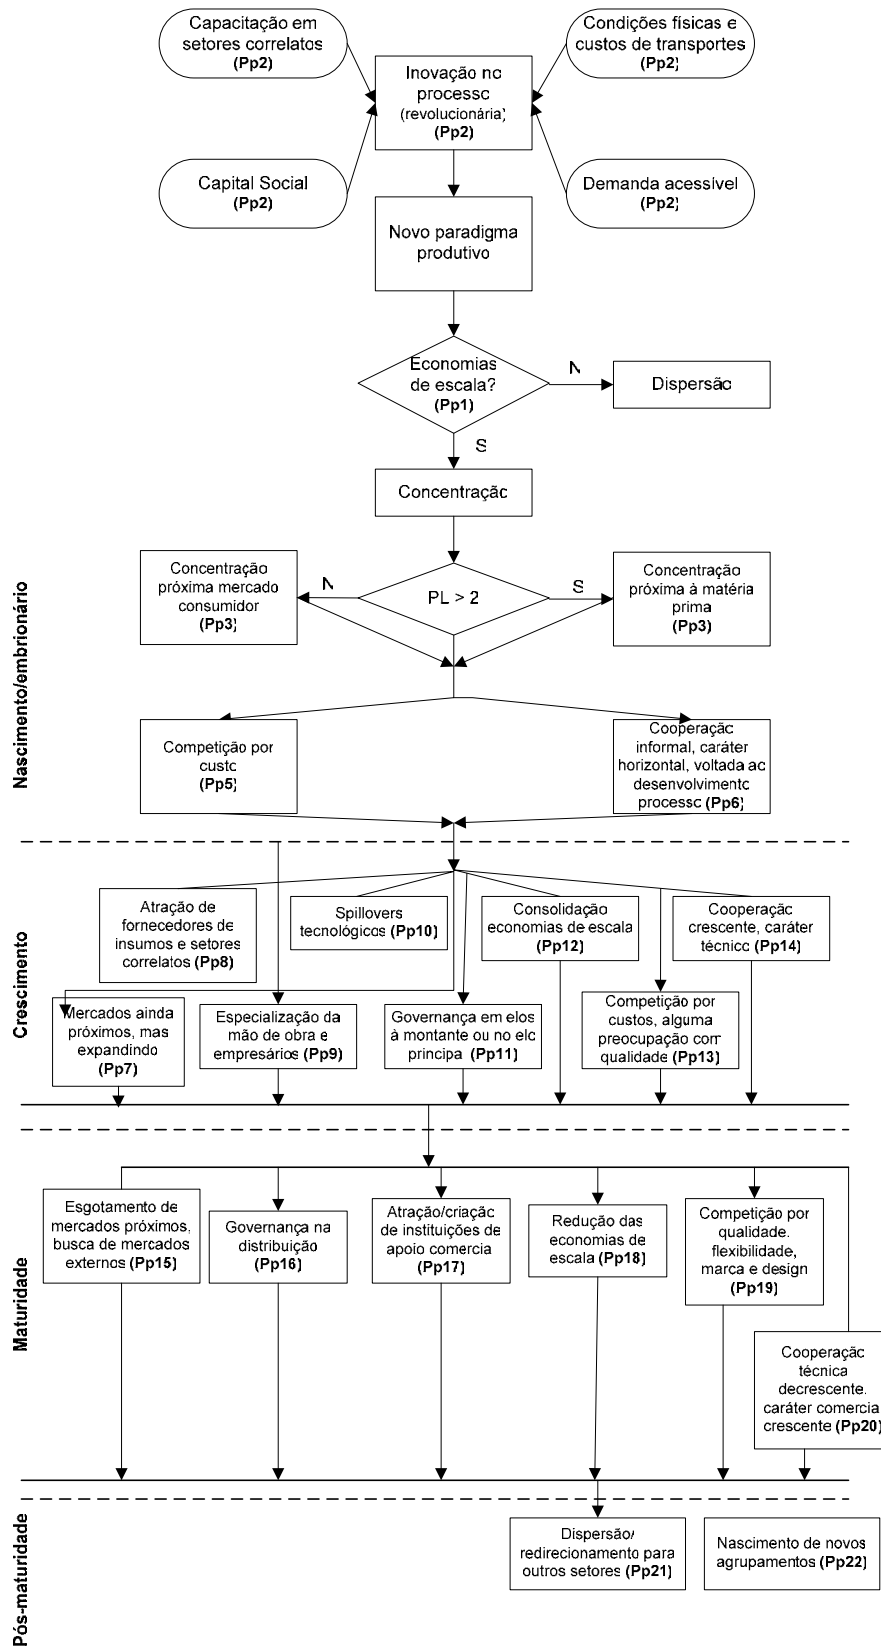 Capacitação em
setores correlatos
(Pp2)
Condições físicas e
custos de transportes
(Pp2)
Inovação no
processo
(revolucionária)
(Pp2)
Capital Social
(Pp2)
Demanda acessível
(Pp2)
Novo paradigma
produtivo
Economias
de escala?
(Pp1)
N
Dispersão
S
Concentração
Nascimento/embrionário
Concentração
próxima mercado
consumidor
(Pp3)
N
PL > 2
S
Concentração
próxima à matéria
prima
(Pp3)
Competição por
custo
(Pp5)
Cooperação
informal, caráter
horizontal, voltada ao
desenvolvimento
processo (Pp6)
Crescimento
Atração de
fornecedores de
insumos e setores
correlatos (Pp8)
Spillovers
tecnológicos (Pp10)
Consolidação
economias de escala
(Pp12)
Cooperação
crescente, caráter
técnico (Pp14)
Mercados ainda
próximos, mas
expandindo
(Pp7)
Especialização da
mão de obra e
empresários (Pp9)
Governança em elos
à montante ou no elo
principa (Pp11)
Competição por
custos, alguma
preocupação com
qualidade (Pp13)
Maturidade
Esgotamento de
mercados próximos,
busca de mercados
externos (Pp15)
Governança na
distribuição
(Pp16)
Atração/criação
de instituições de
apoio comercia
(Pp17)
Redução das
economias de
escala (Pp18)
Competição por
qualidade.
flexibilidade,
marca e design
(Pp19)
Cooperação
técnica
decrescente.
caráter comercia
crescente (Pp20)
Pós-maturidade
Dispersão/
redirecionamento para
outros setores (Pp21)
Nascimento de novos
agrupamentos (Pp22)